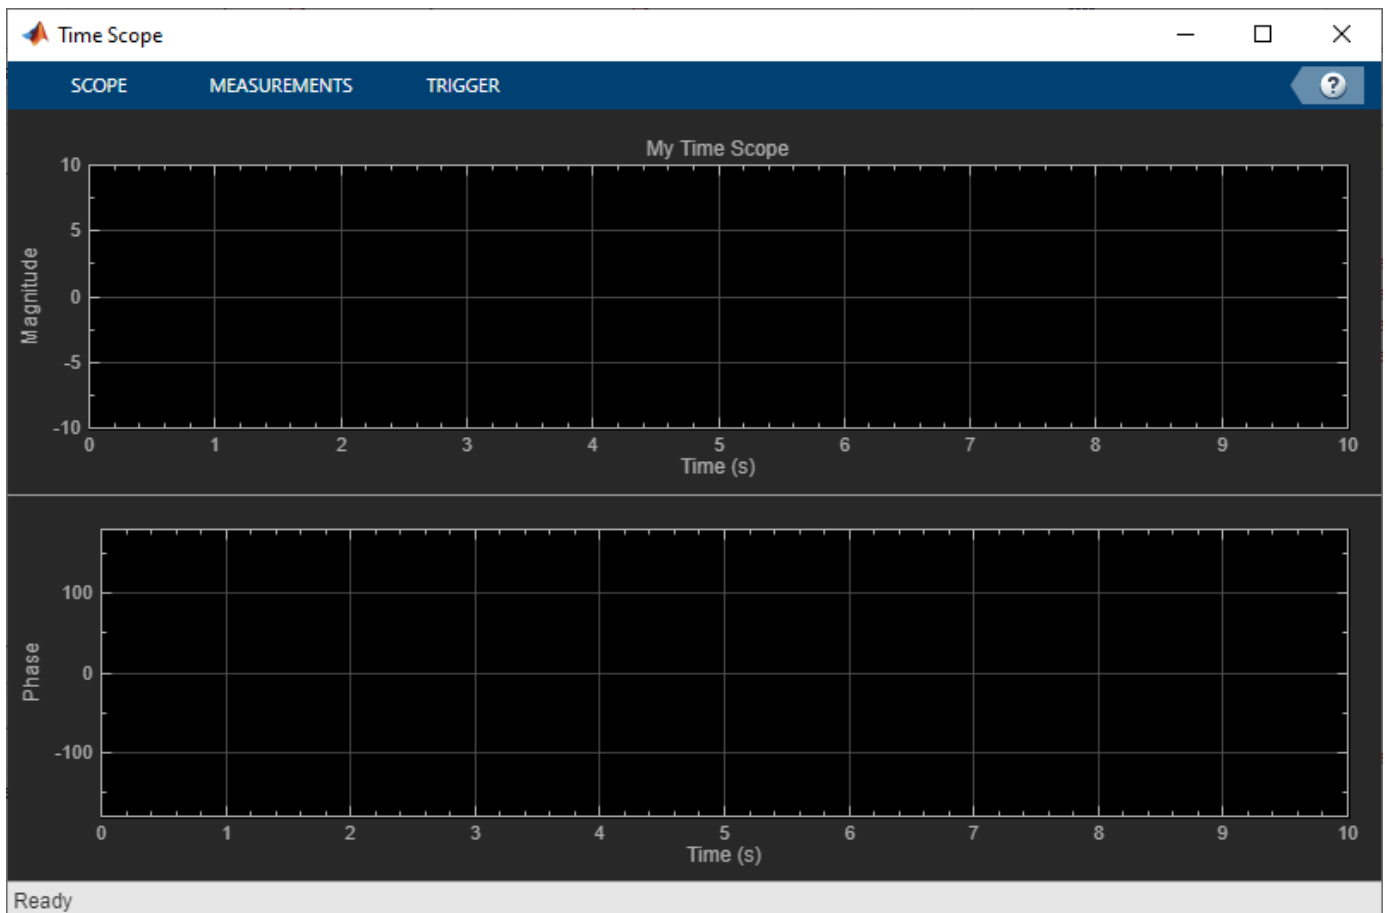 Time Scope
SCOPE MEASUREMENTS TRIGGER ?
My Time Scope
10
5
0
-5
-10
Magnitude
0 1 2 3 4 5 6 7 8 9 10
Time (s)
100
0
-100
Phase
0 1 2 3 4 5 6 7 8 9 10
Time (s)
Ready